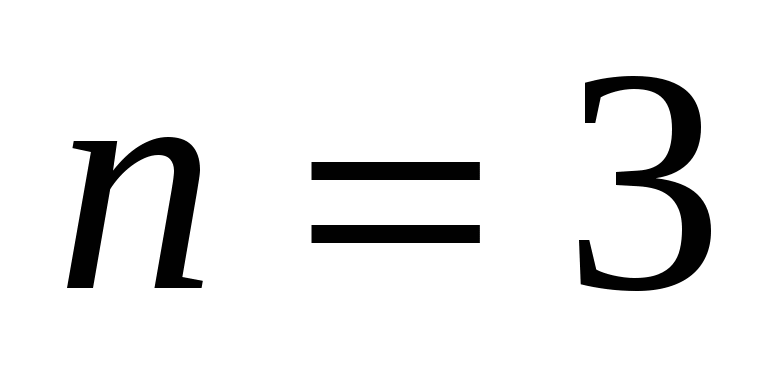 n = 3